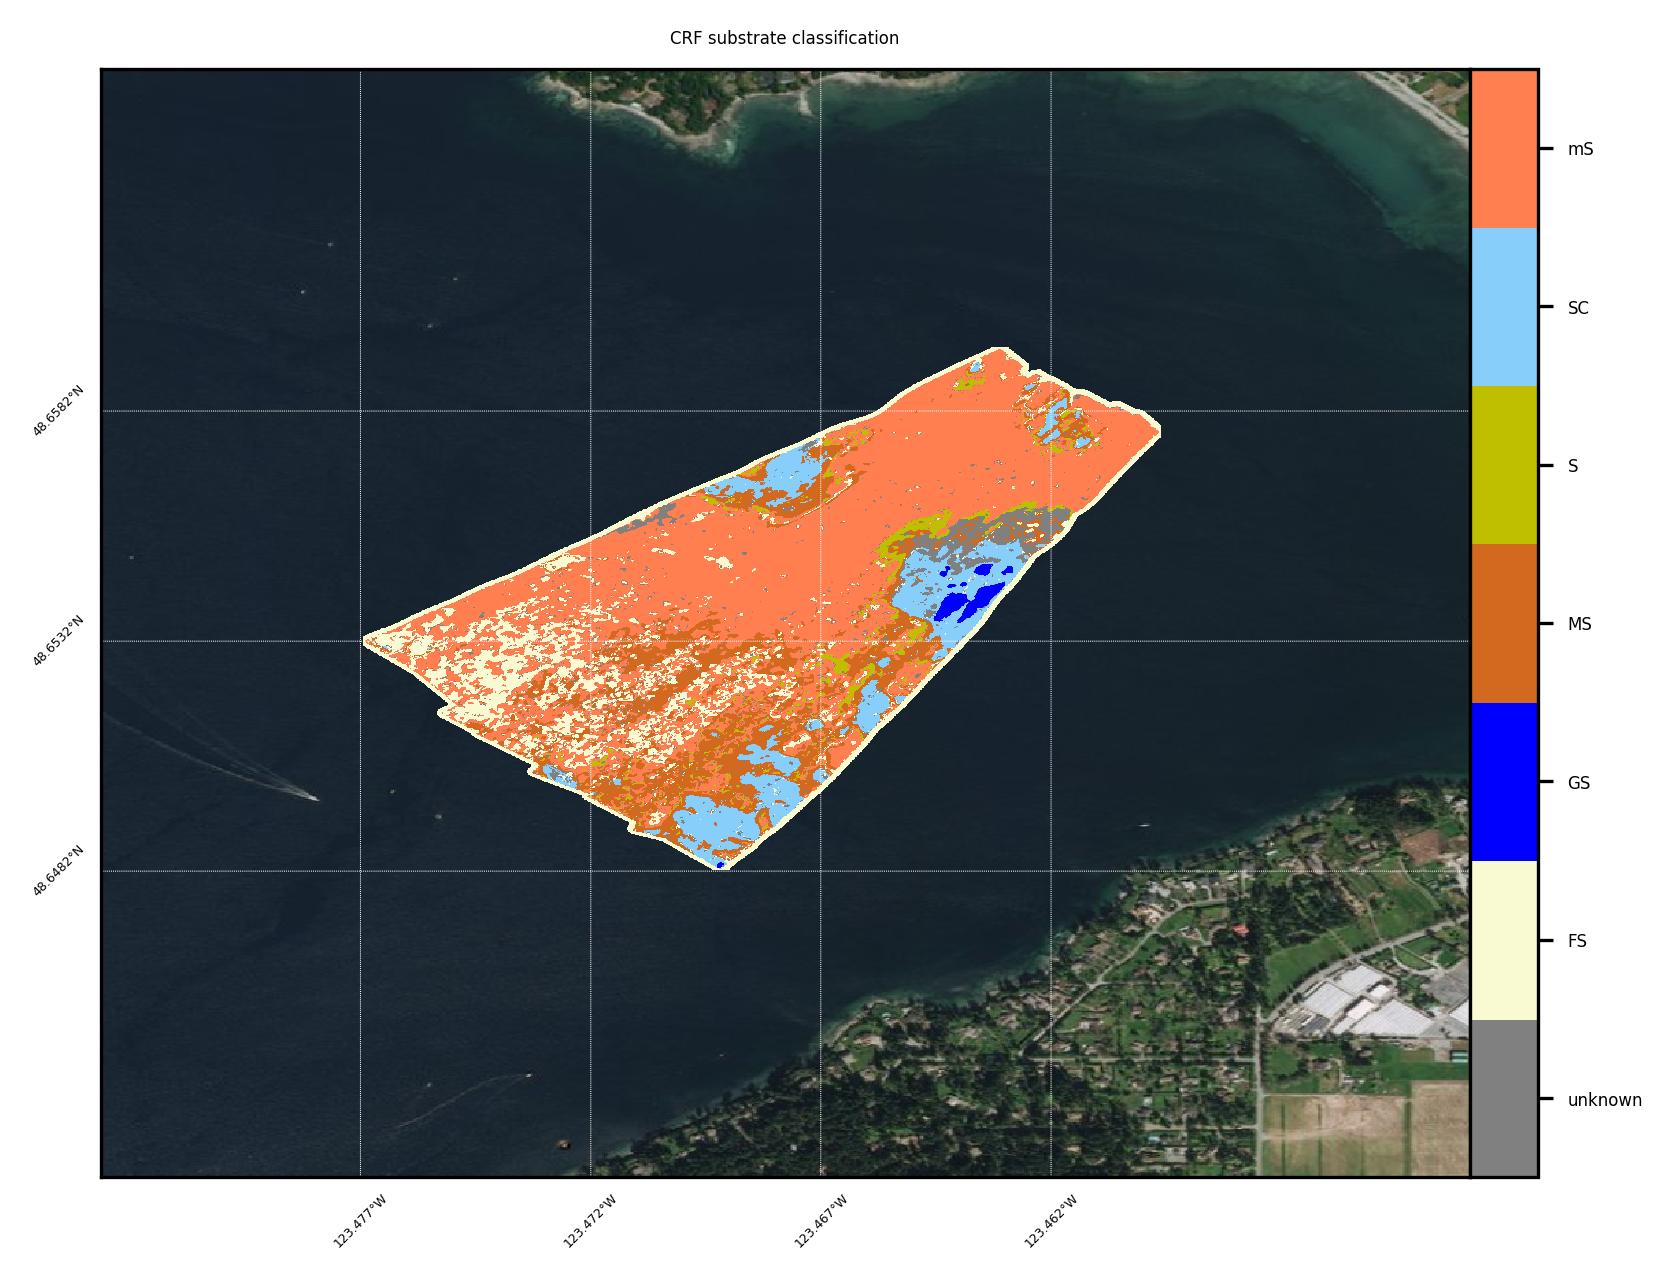 CRF substrate classification
mS
SC
S
MS
GS
FS
unknown
48.6582°N
48.6532°N
48.6482°N
123.477°W
123.472°W
123.467°W
123.462°W